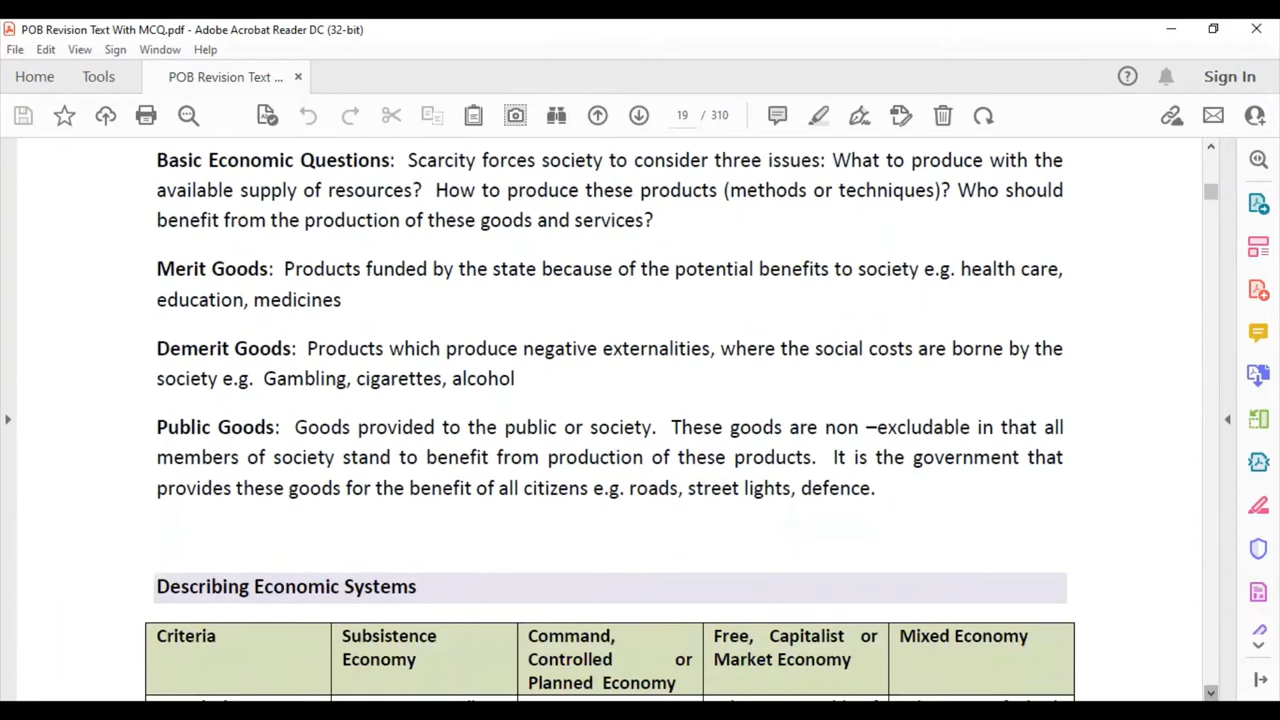 POB Revision Text With MCQ.pdf - Adobe Acrobat Reader DC (32-bit)
File Edit View Sign Window Help
Home Tools POB Revision Text ... × Sign In
19 / 310
Basic Economic Questions: Scarcity forces society to consider three issues: What to produce with the
available supply of resources? How to produce these products (methods or techniques)? Who should
benefit from the production of these goods and services?
Merit Goods: Products funded by the state because of the potential benefits to society e.g. health care,
education, medicines
Demerit Goods: Products which produce negative externalities, where the social costs are borne by the
society e.g. Gambling, cigarettes, alcohol
Public Goods: Goods provided to the public or society. These goods are non –excludable in that all
members of society stand to benefit from production of these products. It is the government that
provides these goods for the benefit of all citizens e.g. roads, street lights, defence.
Describing Economic Systems
Criteria
Subsistence
Economy
Command,
Controlled or
Planned Economy
Free, Capitalist or
Market Economy
Mixed Economy